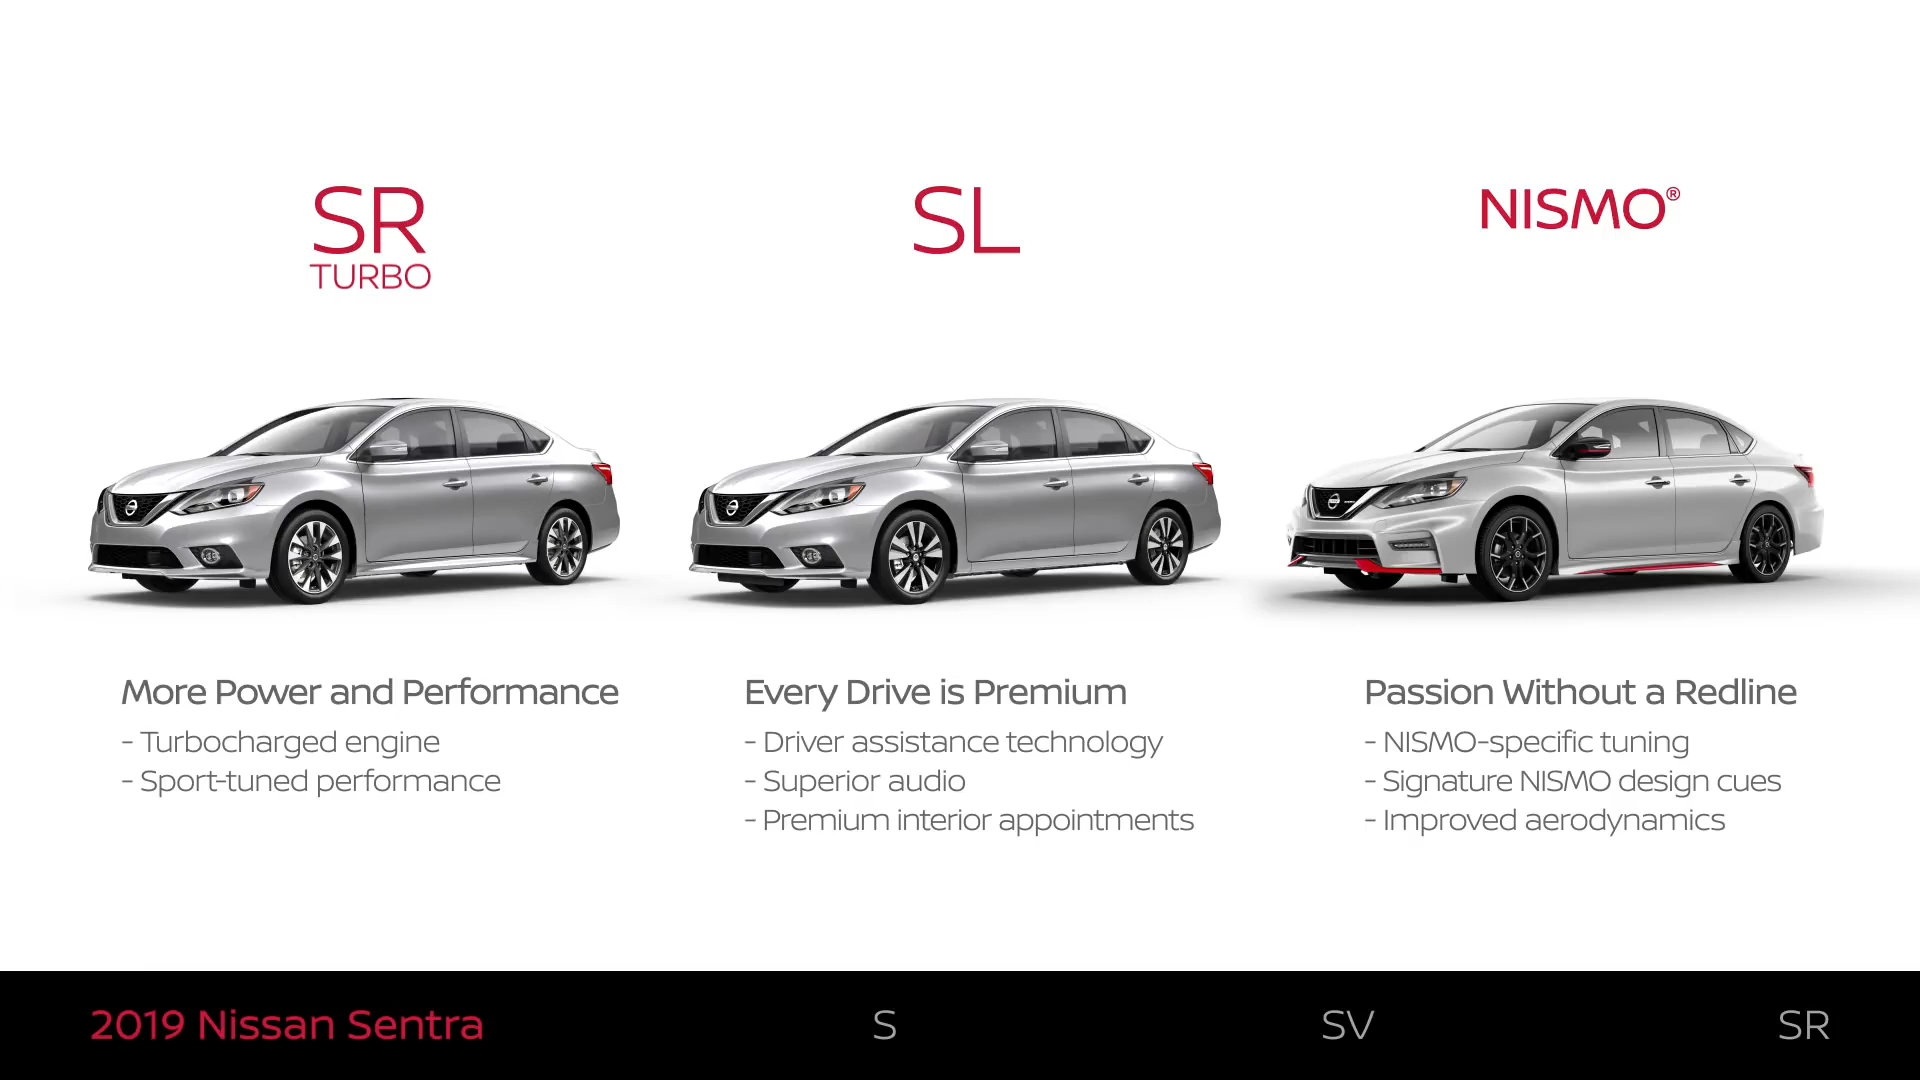 SR
TURBO
SL
NISMO®
More Power and Performance
- Turbocharged engine
- Sport-tuned performance
Every Drive is Premium
- Driver assistance technology
- Superior audio
- Premium interior appointments
Passion Without a Redline
- NISMO-specific tuning
- Signature NISMO design cues
- Improved aerodynamics
2019 Nissan Sentra
S
SV
SR